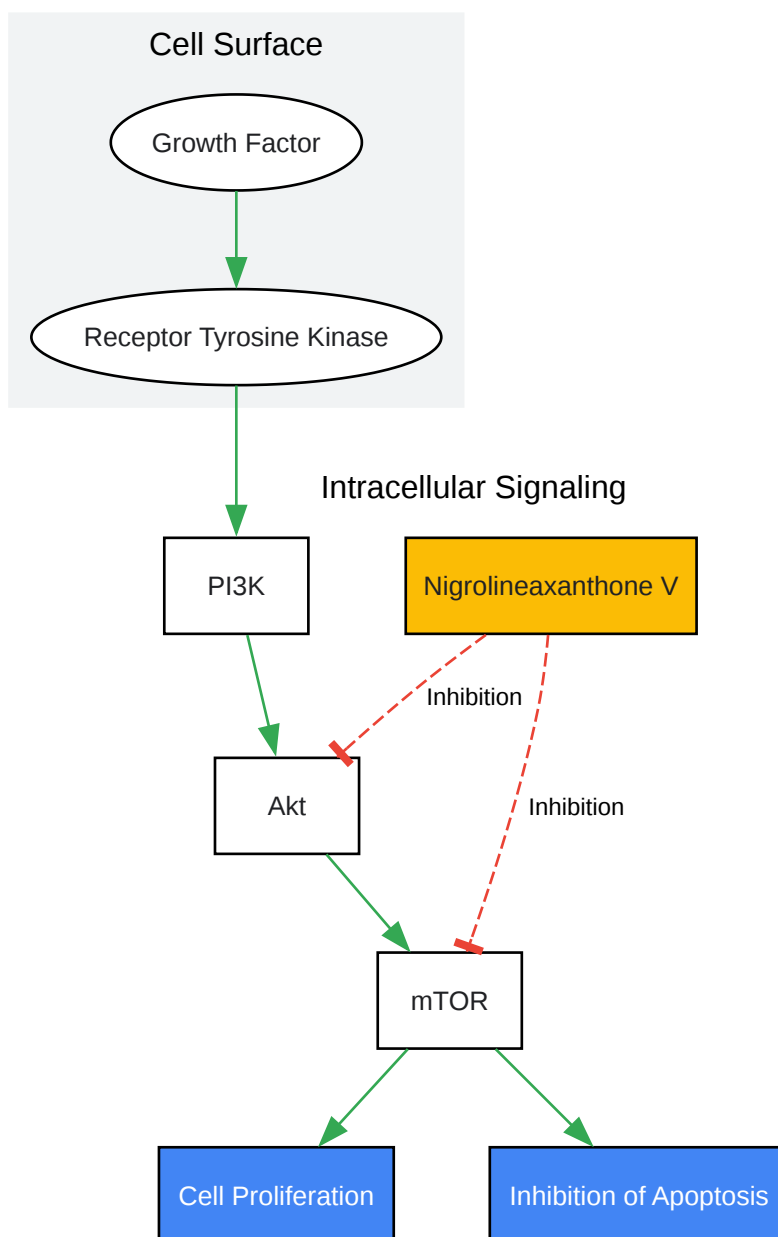 Cell Surface
Growth Factor
Receptor Tyrosine Kinase
Intracellular Signaling
PI3K
Nigrolineaxanthone V
Inhibition
Akt
Inhibition
mTOR
Cell Proliferation
Inhibition of Apoptosis